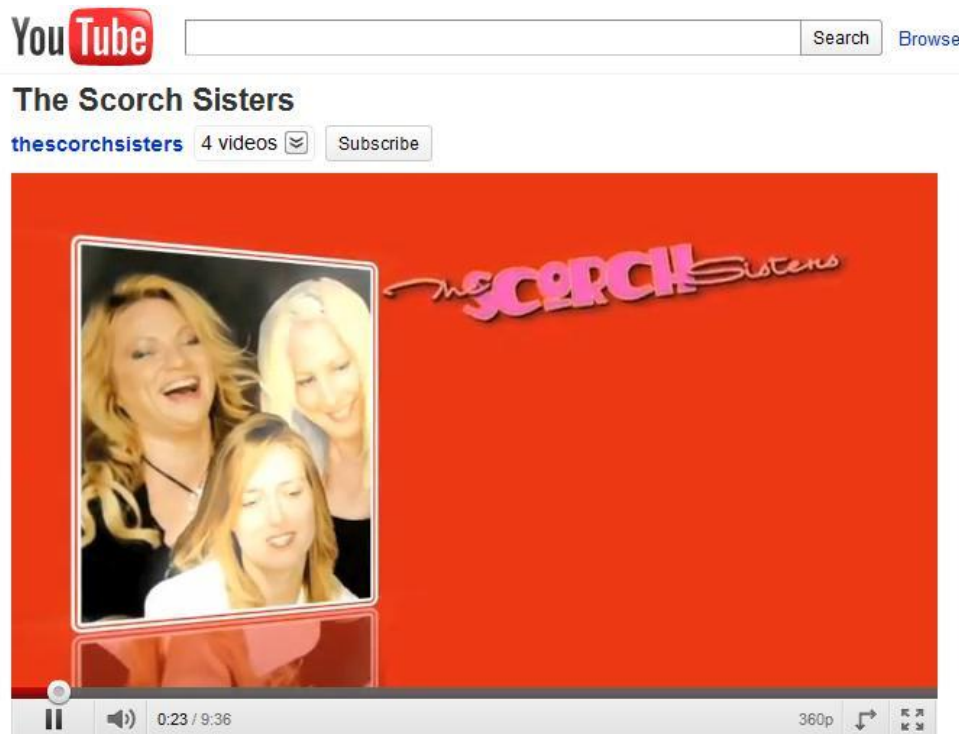 You Tube
Search
Browse
The Scorch Sisters
thescorchsisters
4 videos
Subscribe
The SCORCH Sisters
0:23 / 9:36
360p